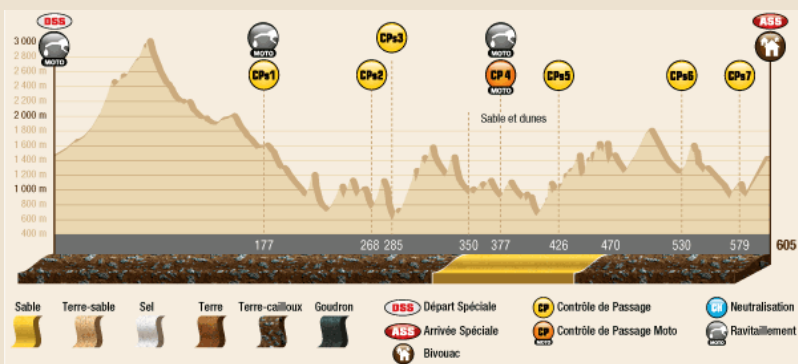 DSS ASS
MOTO MOTO CPs3 MOTO
CPs1 CPs2 CP4 MOTO CPs5 CPs6 CPs7
3 000
2 800 m
2 600 m
2 400 m
2 200 m
2 000 m
1 800 m
1 600 m
1 400 m
1 200 m
1 000 m
800 m
600 m
400 m
Sable et dunes
177 268 285 350 377 426 470 530 579 605
Sable Terre-sable Sel Terre Terre-cailloux Goudron
DSS Départ Spéciale
ASS Arrivée Spéciale
Bivouac
CP Contrôle de Passage
CP MOTO Contrôle de Passage Moto
Neutralisation
MOTO Ravitaillement